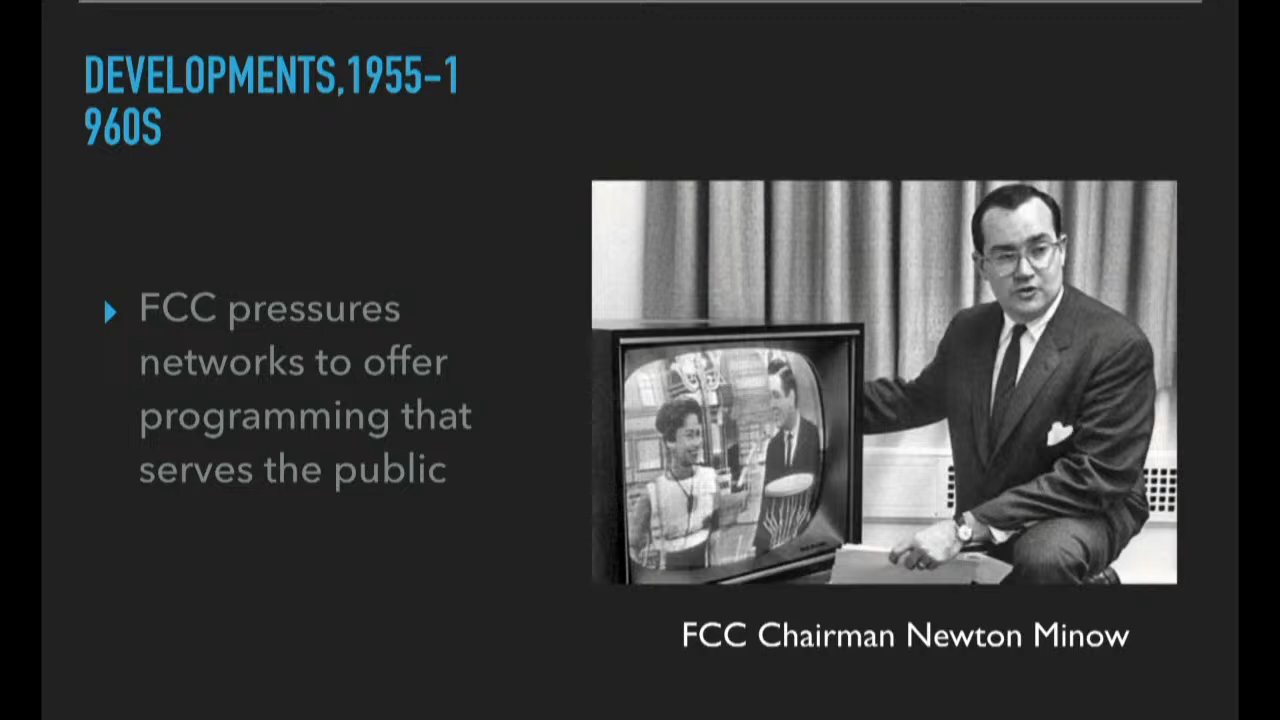 DEVELOPMENTS,1955-1
960S
FCC pressures
networks to offer
programming that
serves the public
FCC Chairman Newton Minow